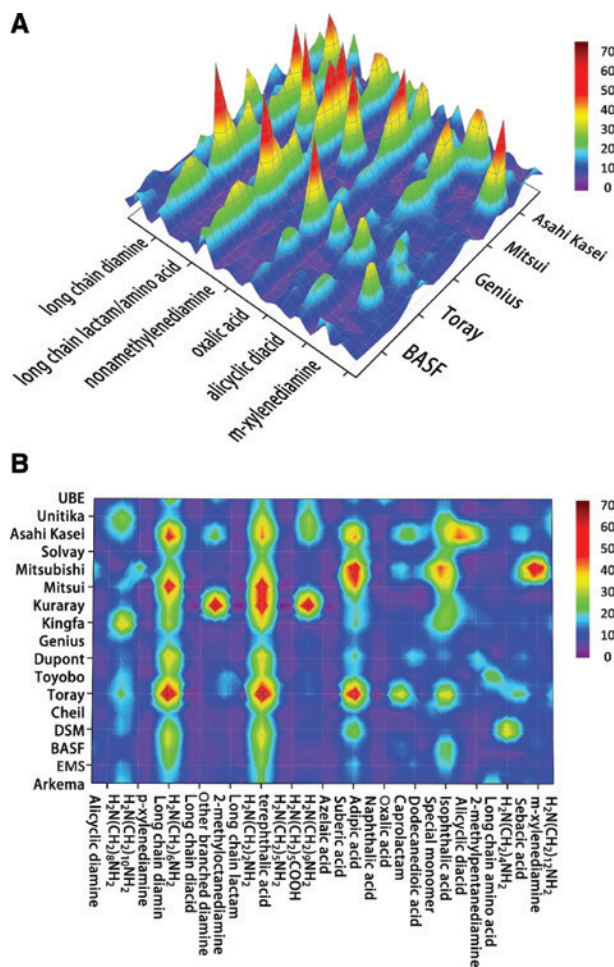 A
70
60
50
40
30
20
10
0
Asahi Kasei
Mitsui
Genius
Toray
BASF
long chain diamine
long chain lactam/amino acid
nonamethylenediamine
oxalic acid
alicyclic diacid
m-xylenediamine
B
UBE
Unitika
Asahi Kasei
Solvay
Mitsubishi
Mitsui
Kuraray
Kingfa
Genius
Dupont
Toyobo
Toray
Cheil
DSM
BASF
EMS
Arkema
70
60
50
40
30
20
10
0
Alicyclic diamine
H₂N(CH₂)₈NH₂
H₂N(CH₂)₁₀NH₂
p-xylenediamine
Long chain diamin
H₂N(CH₂)₆NH₂
Long chain diacid
Other branched diamine
2-methyloctanediamine
Long chain lactam
H₂N(CH₂)₂NH₂
terephthalic acid
H₂N(CH₂)₅NH₂
H₂N(CH₂)₅COOH
H₂N(CH₂)₉NH₂
Azelaic acid
Suberic acid
Adipic acid
Naphthalic acid
Oxalic acid
Caprolactam
Dodecanedioic acid
Special monomer
Isophthalic acid
Alicyclic diacid
2-methylpentanediamine
Long chain amino acid
H₂N(CH₂)₄NH₂
Sebacic acid
m-xylenediamine
H₂N(CH₂)₁₂NH₂